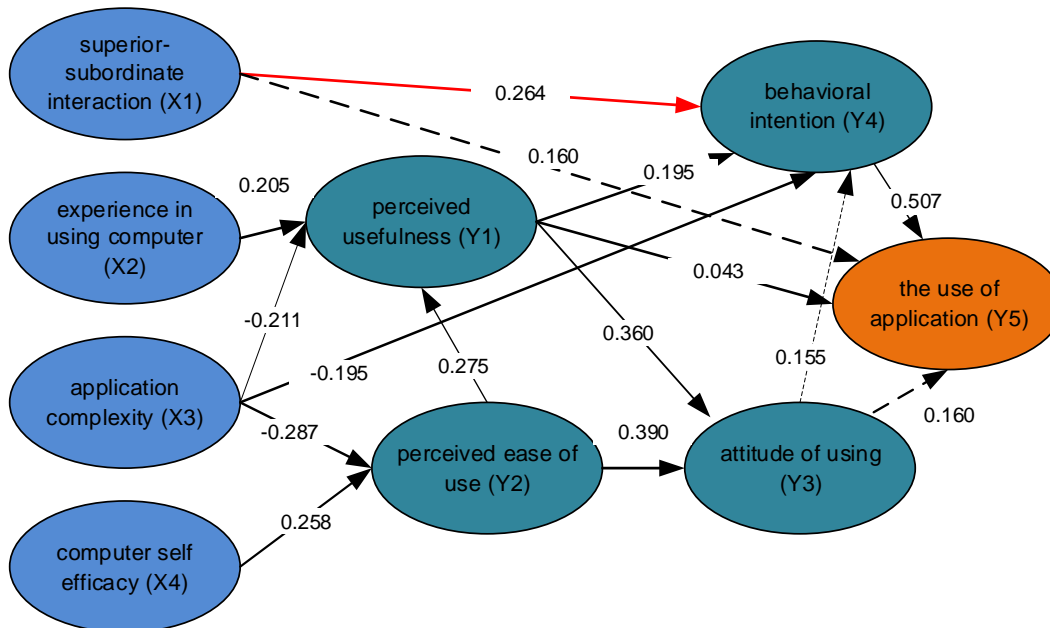 superior-
subordinate
interaction (X1)
0.264
behavioral
intention (Y4)
0.160
0.195
0.205
experience in
using computer
(X2)
perceived
usefulness (Y1)
0.507
0.043
the use of
application (Y5)
-0.211
0.360
0.155
0.275
-0.195
application
complexity (X3)
-0.287
0.390
0.160
perceived ease of
use (Y2)
attitude of using
(Y3)
0.258
computer self
efficacy (X4)